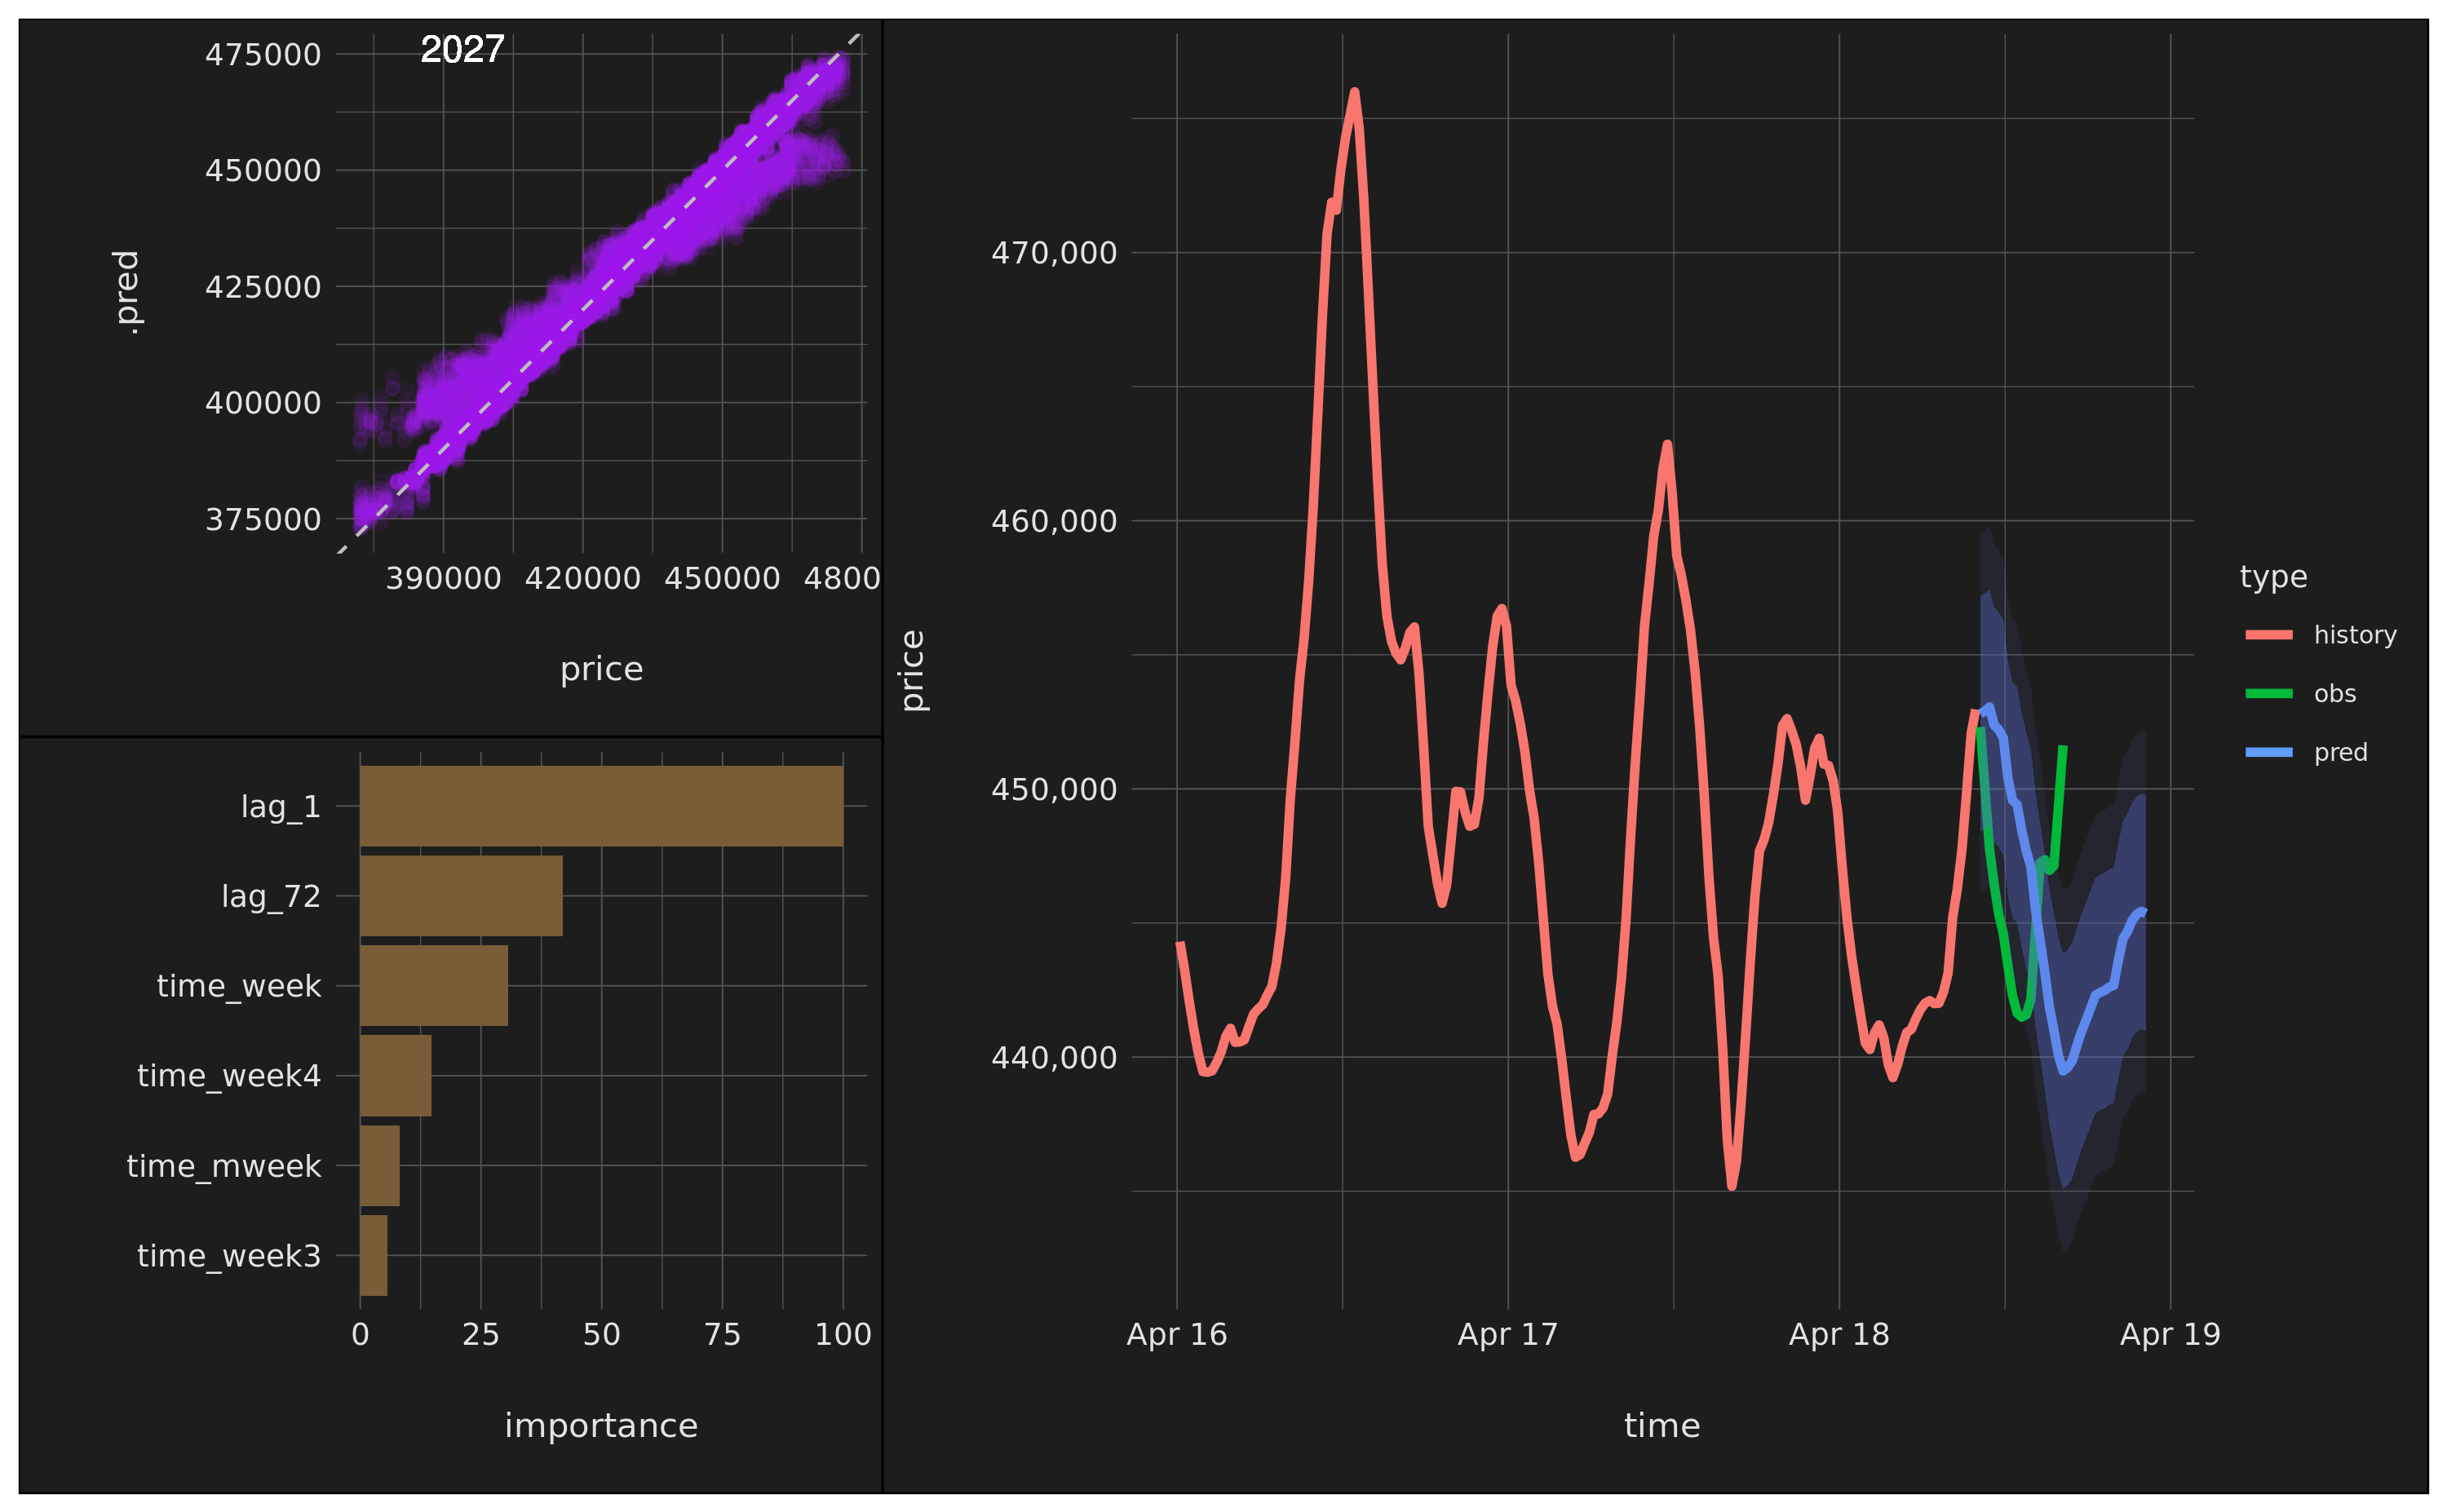 2027
475000
450000
425000
400000
375000
.pred
390000 420000 450000 4800
price
lag_1
lag_72
time_week
time_week4
time_mweek
time_week3
0 25 50 75 100
importance
470,000
460,000
450,000
440,000
price
Apr 16 Apr 17 Apr 18 Apr 19
time
type
history
obs
pred